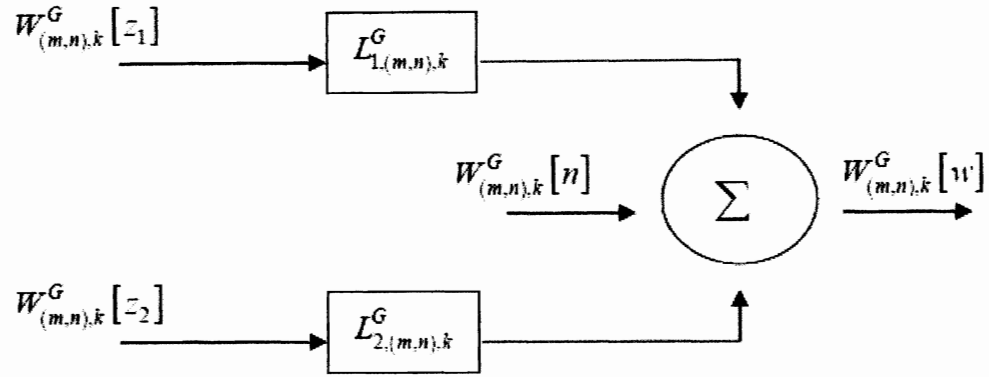 W^G_{(m,n),k}[z_1]
L^G_{1,(m,n),k}
W^G_{(m,n),k}[n]
Σ
W^G_{(m,n),k}[w]
W^G_{(m,n),k}[z_2]
L^G_{2,(m,n),k}